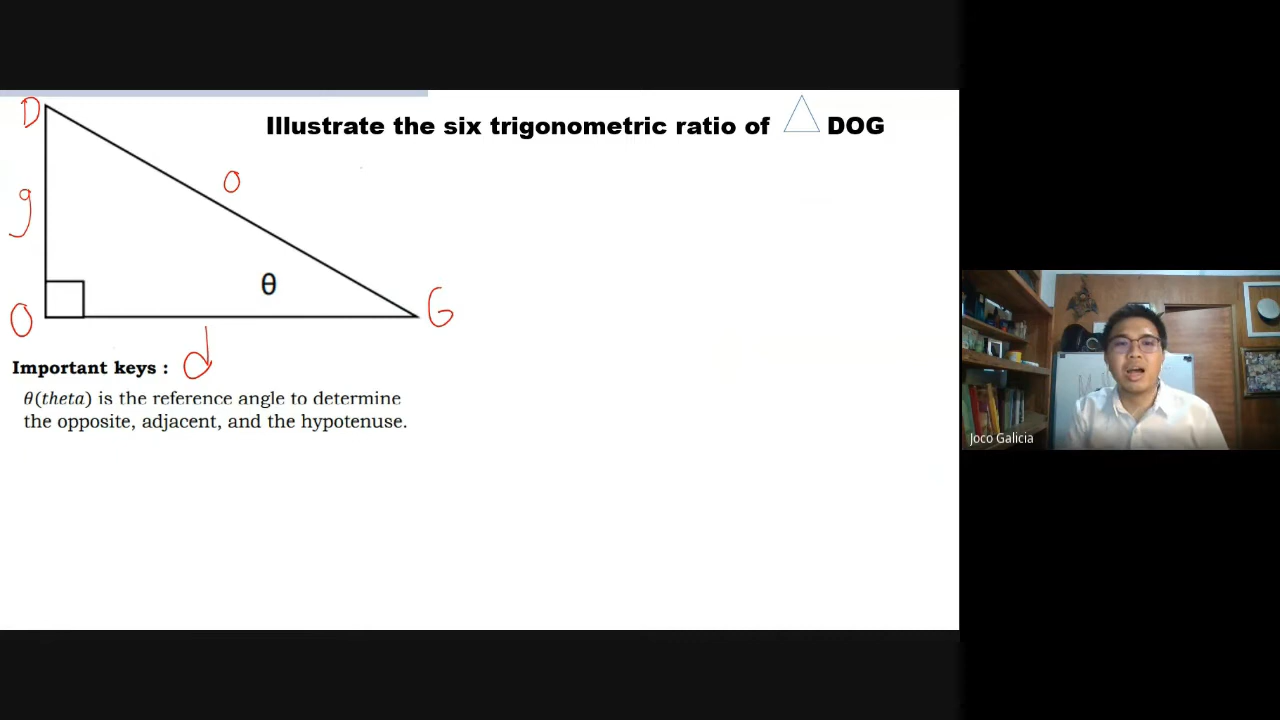 Illustrate the six trigonometric ratio of DOG
D
o
g
θ
O
G
d
Important keys :
θ(theta) is the reference angle to determine
the opposite, adjacent, and the hypotenuse.
Joco Galicia